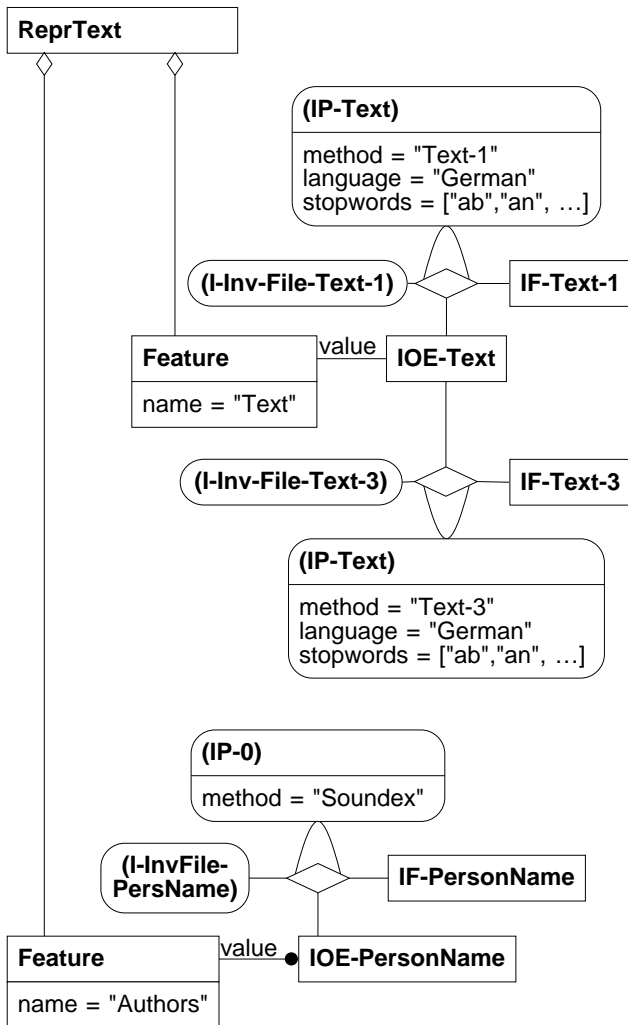 ReprText
(IP-Text)
method = "Text-1"
language = "German"
stopwords = ["ab","an", …]
(I-Inv-File-Text-1)
IF-Text-1
Feature
value
IOE-Text
name = "Text"
(I-Inv-File-Text-3)
IF-Text-3
(IP-Text)
method = "Text-3"
language = "German"
stopwords = ["ab","an", …]
(IP-0)
method = "Soundex"
(I-InvFile-
PersName)
IF-PersonName
Feature
value
IOE-PersonName
name = "Authors"